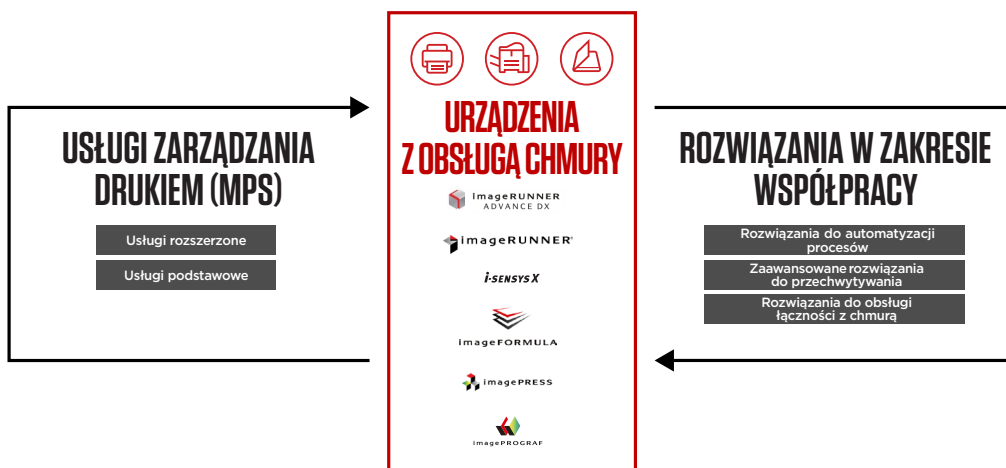 USŁUGI ZARZĄDZANIA
DRUKIEM (MPS)
Usługi rozszerzone
Usługi podstawowe
URZĄDZENIA
Z OBSŁUGĄ CHMURY
imageRUNNER
ADVANCE DX
imageRUNNER
i-SENSYS X
imageFORMULA
imagePRESS
imagePROGRAF
ROZWIĄZANIA W ZAKRESIE
WSPÓŁPRACY
Rozwiązania do automatyzacji
procesów
Zaawansowane rozwiązania
do przechwytywania
Rozwiązania do obsługi
łączności z chmurą